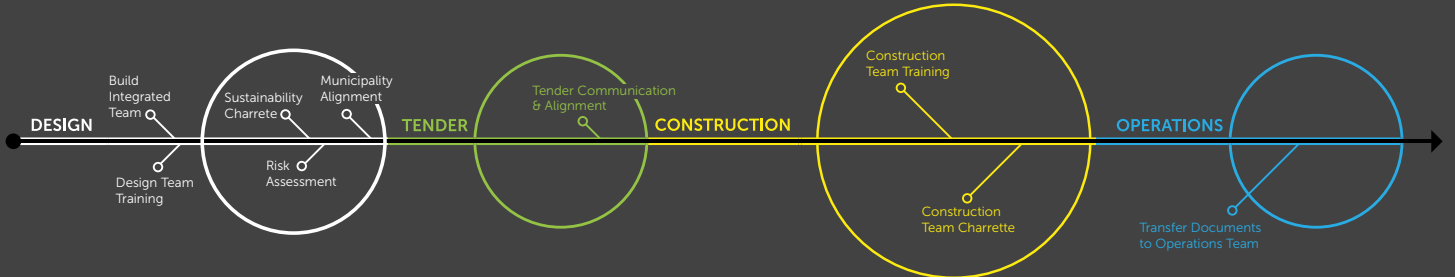 DESIGN
Build
Integrated
Team
Design Team
Training
Sustainability
Charrete
Risk
Assessment
Municipality
Alignment
TENDER
Tender Communication
& Alignment
CONSTRUCTION
Construction
Team Training
Construction
Team Charrette
OPERATIONS
Transfer Documents
to Operations Team